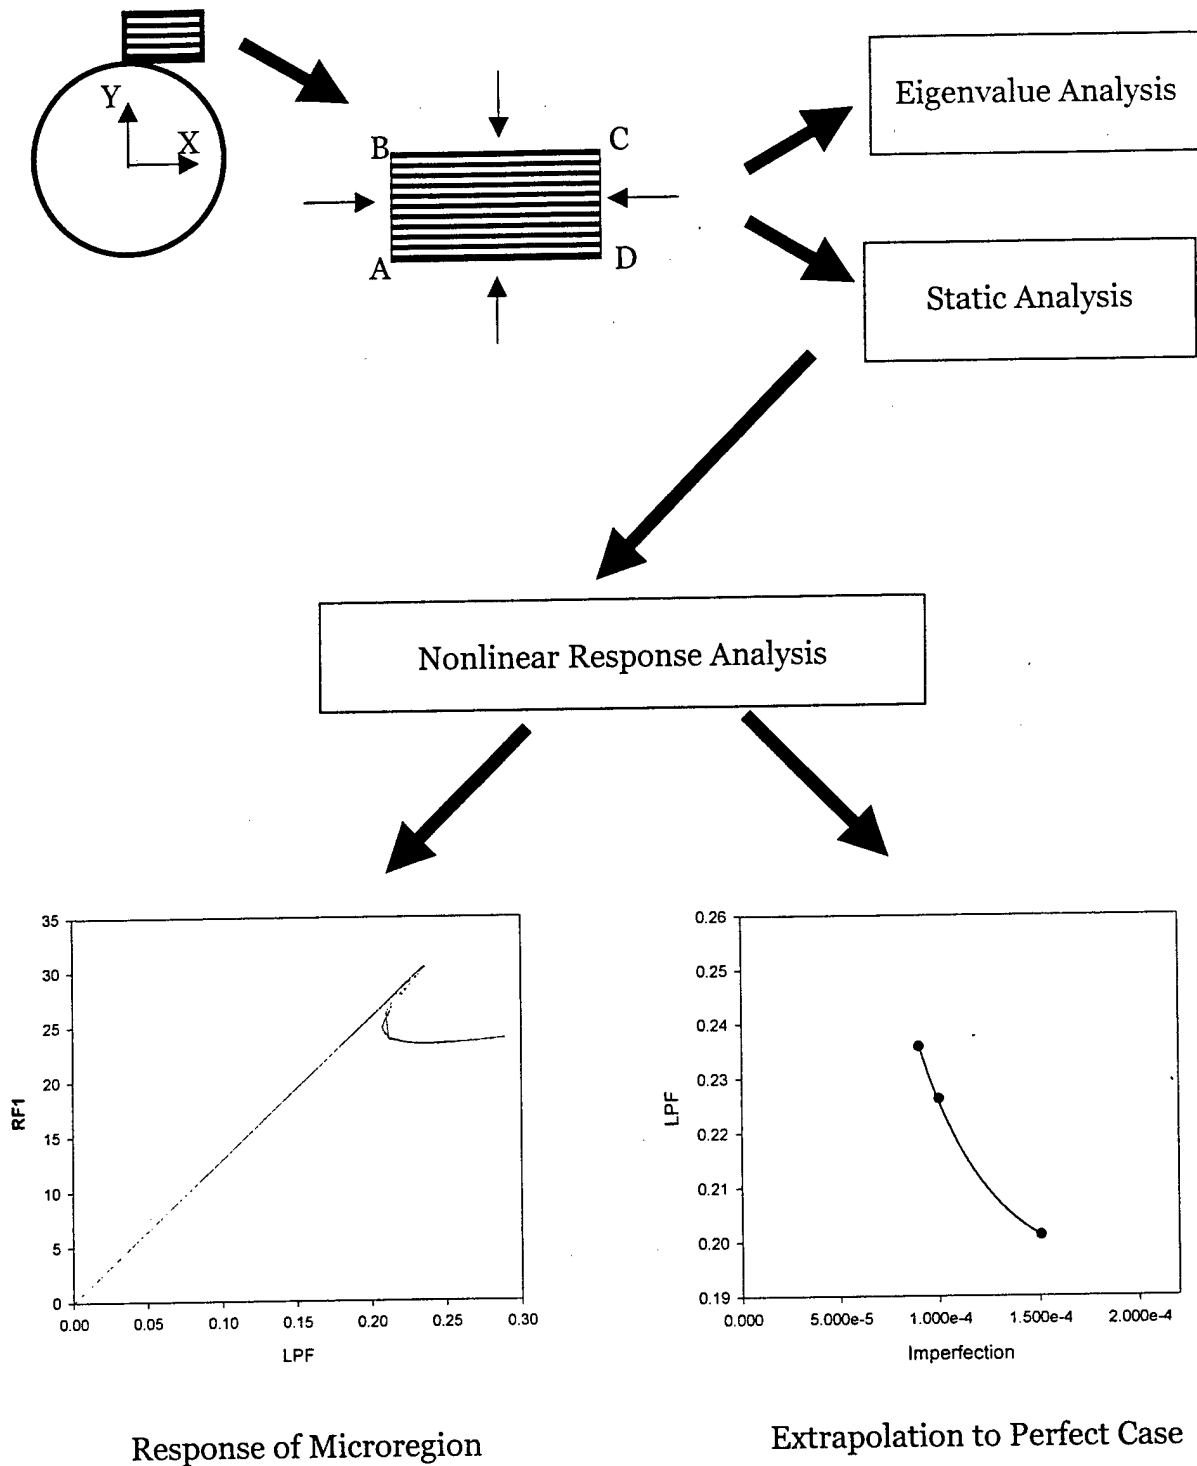 Y
X
B
C
A
D
Eigenvalue Analysis
Static Analysis
Nonlinear Response Analysis
35
30
25
20
15
10
5
0
RF1
0.00 0.05 0.10 0.15 0.20 0.25 0.30
LPF
Response of Microregion
0.26
0.25
0.24
0.23
0.22
0.21
0.20
0.19
LPF
0.000 5.000e-5 1.000e-4 1.500e-4 2.000e-4
Imperfection
Extrapolation to Perfect Case